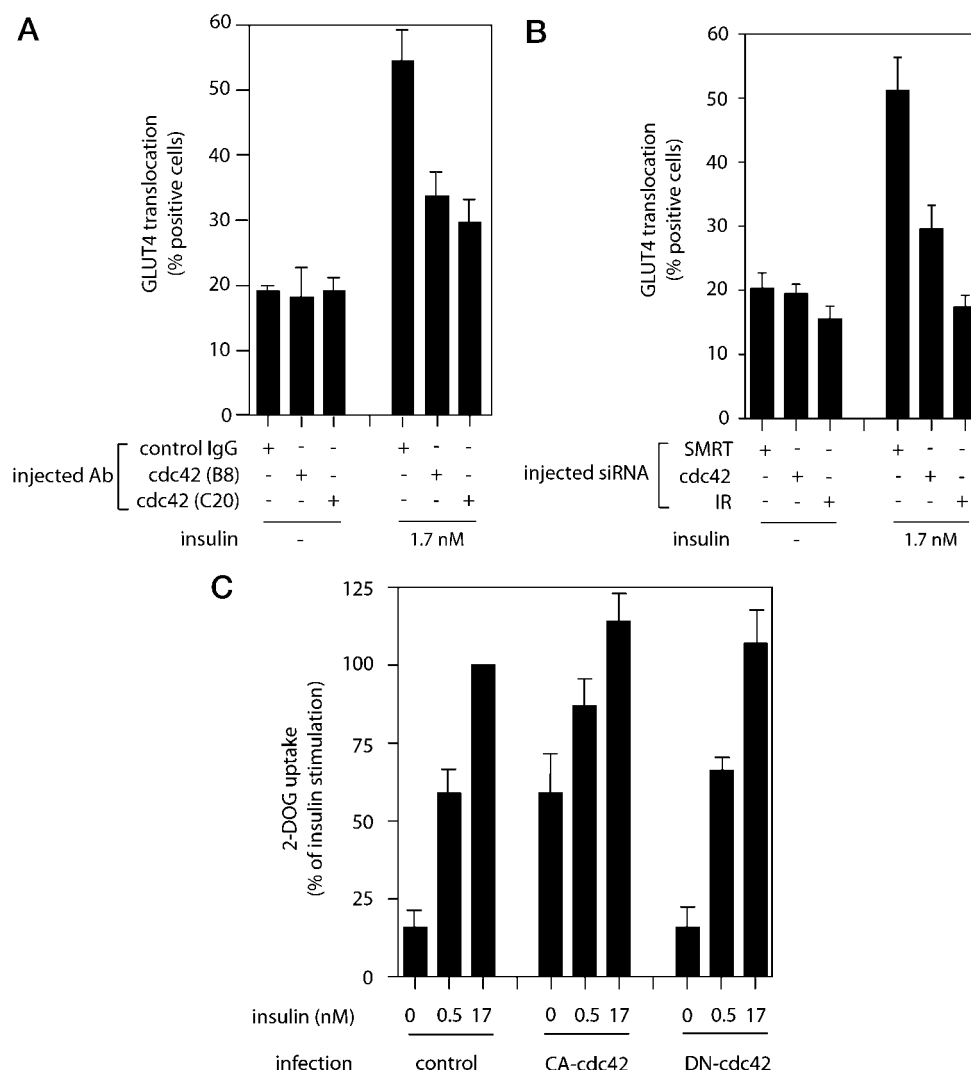 A
GLUT4 translocation
(% positive cells)
60
50
40
30
20
10
0
injected Ab
control IgG + - - + - -
cdc42 (B8) - + - - + -
cdc42 (C20) - - + - - +
insulin - 1.7 nM
B
GLUT4 translocation
(% positive cells)
60
50
40
30
20
10
0
injected siRNA
SMRT + - - + - -
cdc42 - + - - + -
IR - - + - - +
insulin - 1.7 nM
C
2-DOG uptake
(% of insulin stimulation)
125
100
75
50
25
0
insulin (nM) 0 0.5 17 0 0.5 17 0 0.5 17
infection control CA-cdc42 DN-cdc42